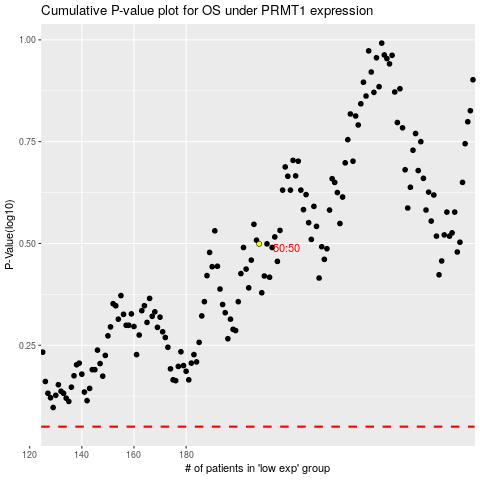 Cumulative P-value plot for OS under PRMT1 expression
P-Value(log10)
1.00
0.75
0.50
0.25
50:50
120 140 160 180
# of patients in 'low exp' group